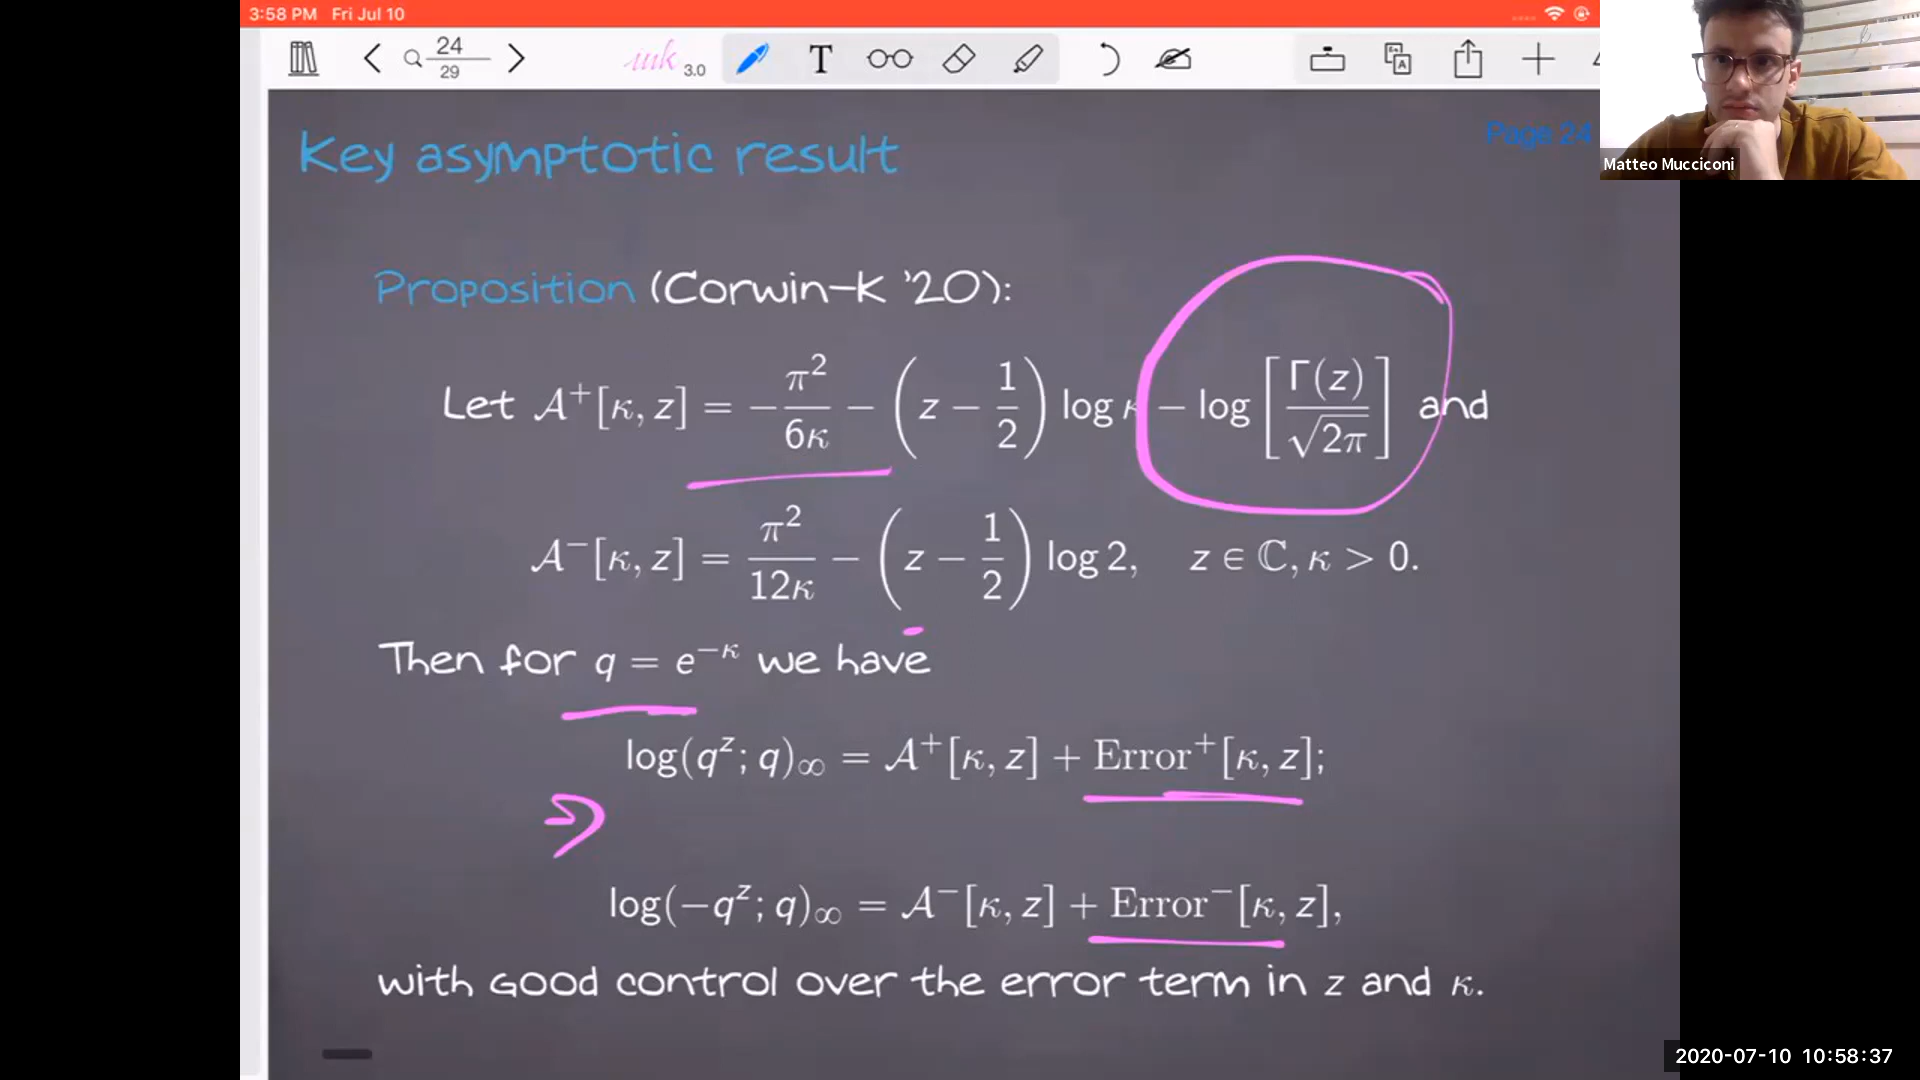 3:58 PM Fri Jul 10
24
29
ink 3.0
T
Key asymptotic result
Page 24
Matteo Mucciconi
Proposition (Corwin-K '20):
Let 𝒜⁺[κ, z] = −π²/6κ − (z − 1/2) log κ − log [Γ(z)/√2π] and
𝒜⁻[κ, z] = π²/12κ − (z − 1/2) log 2, z ∈ ℂ, κ > 0.
Then for q = e^{−κ} we have
log(q^z; q)_∞ = 𝒜⁺[κ, z] + Error⁺[κ, z];
log(−q^z; q)_∞ = 𝒜⁻[κ, z] + Error⁻[κ, z],
with good control over the error term in z and κ.
2020-07-10 10:58:37